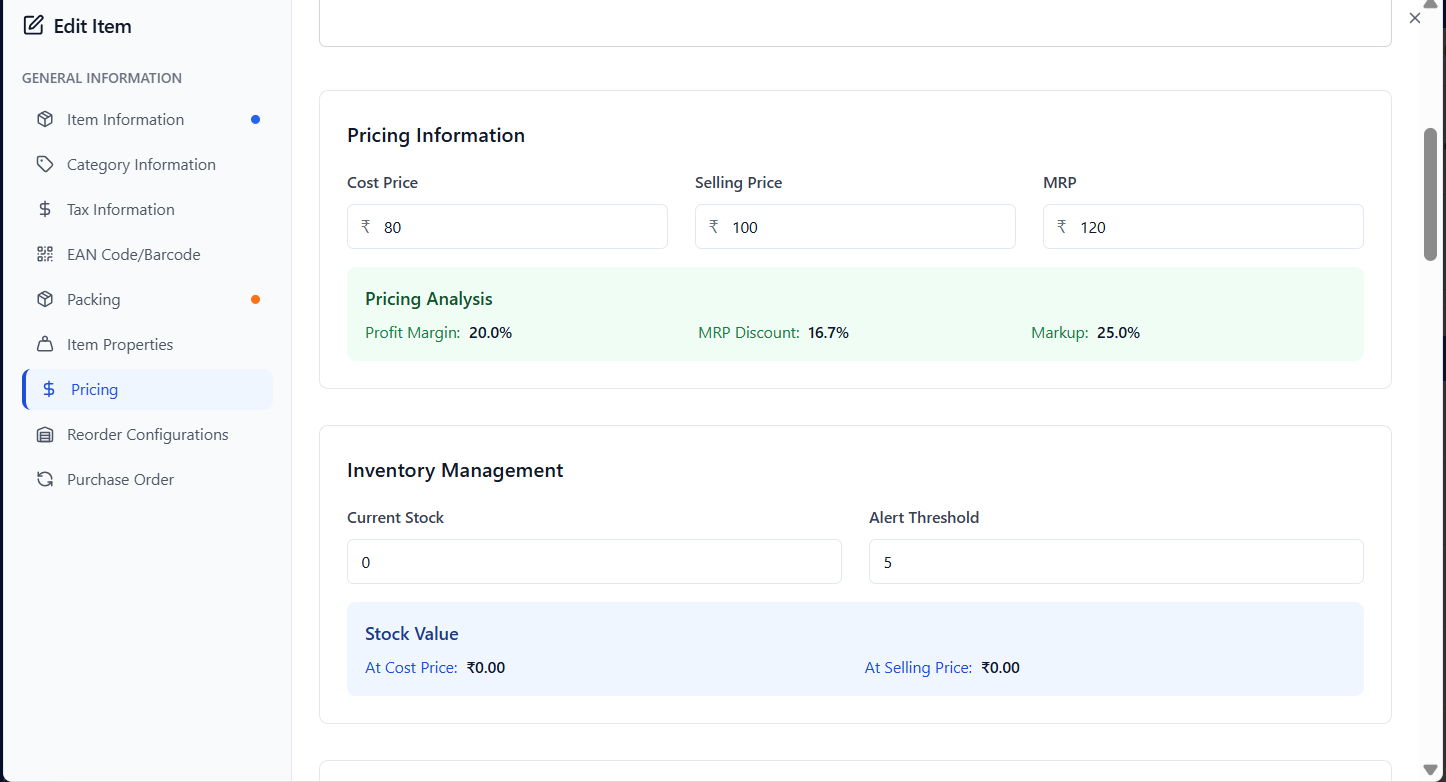 Edit Item
GENERAL INFORMATION
Item Information
Category Information
Tax Information
EAN Code/Barcode
Packing
Item Properties
Pricing
Reorder Configurations
Purchase Order
Pricing Information
Cost Price Selling Price MRP
₹ 80 ₹ 100 ₹ 120
Pricing Analysis
Profit Margin: 20.0% MRP Discount: 16.7% Markup: 25.0%
Inventory Management
Current Stock Alert Threshold
0 5
Stock Value
At Cost Price: ₹0.00 At Selling Price: ₹0.00